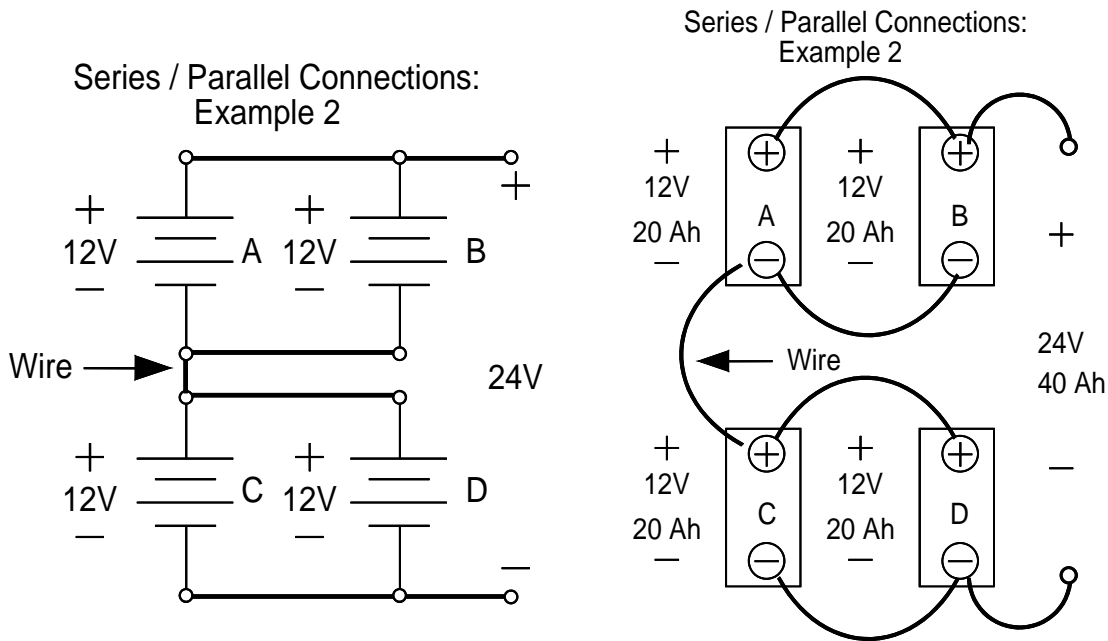 Series / Parallel Connections:
Example 2
+
+ +
12V A 12V B
— —
Wire
24V
+ +
12V C 12V D
— —
—
Series / Parallel Connections:
Example 2
+ + + +
12V 12V
A B
20 Ah 20 Ah +
— — — —
Wire
24V
40 Ah
+ + + +
12V 12V —
C D
20 Ah 20 Ah
— — — —